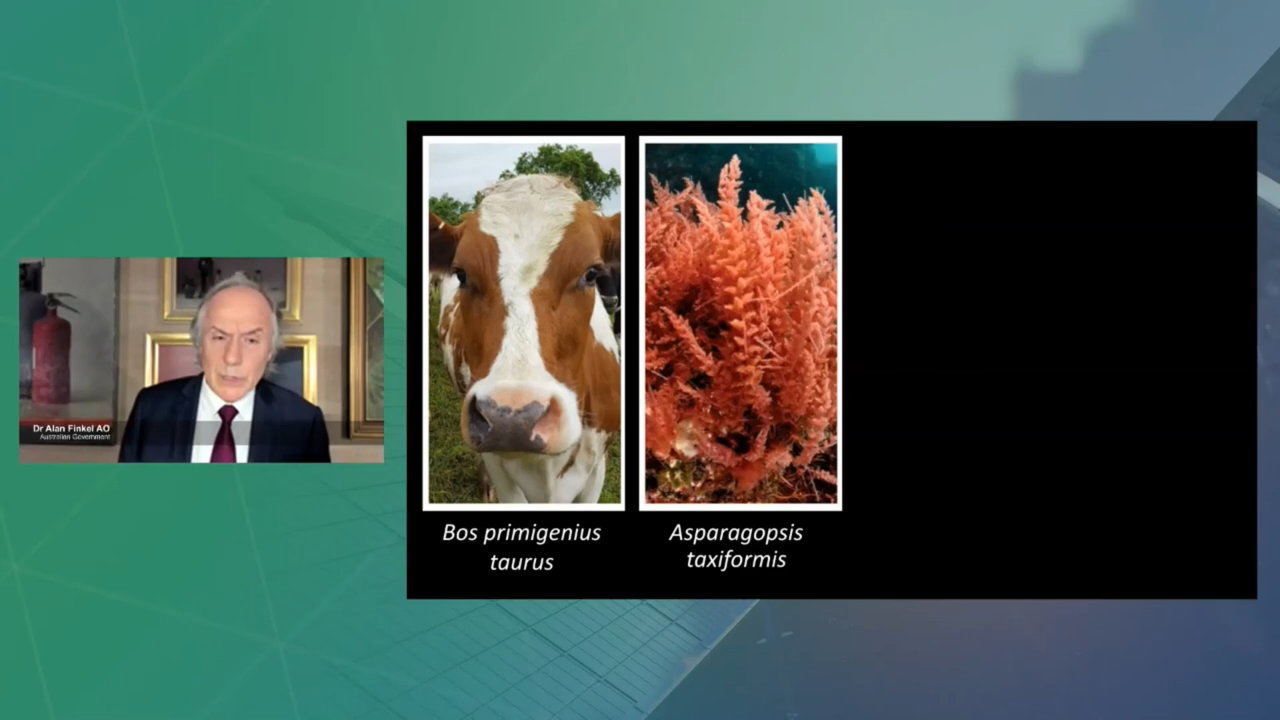 Dr Alan Finkel AO
Australian Government
Bos primigenius
taurus
Asparagopsis
taxiformis